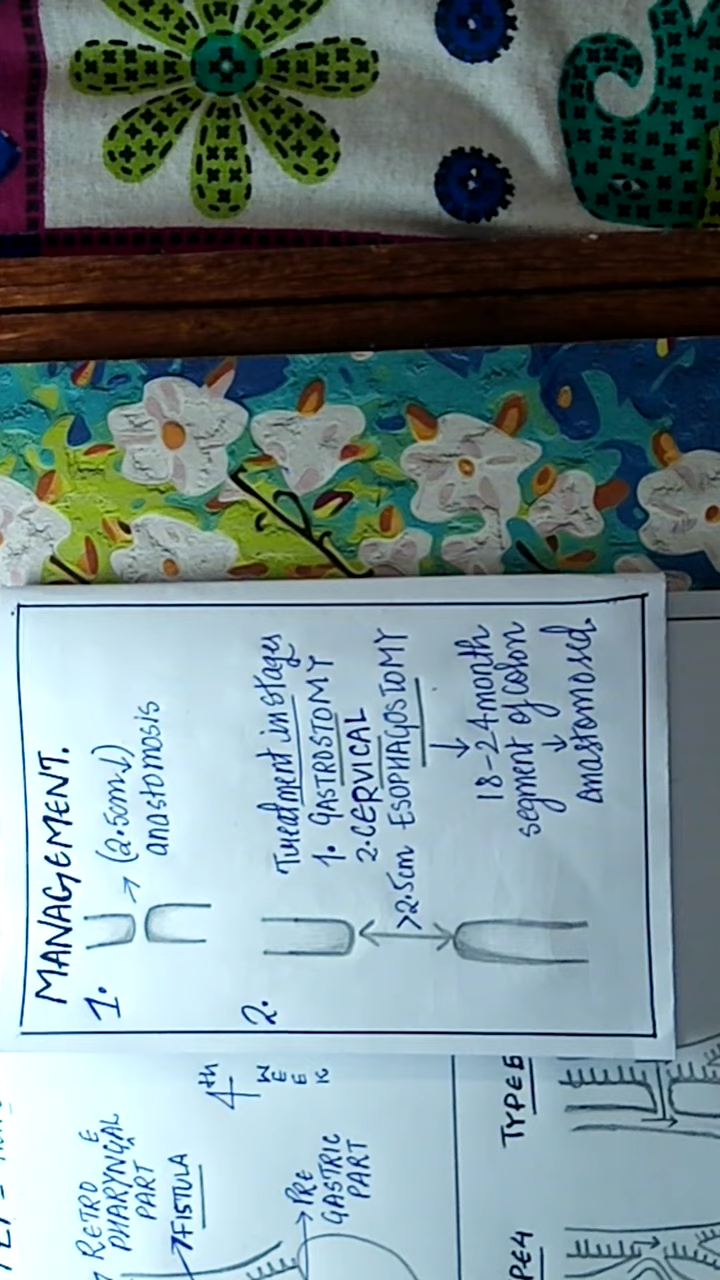 MANAGEMENT.
1.
→ (2.5cm↓)
anastomosis
2.
Treatment in stages
1. GASTROSTOMY
2. CERVICAL
>2.5cm ESOPHAGOSTOMY
↓
18-24 month
segment of colon
↓
anastomosed.
RETRO
PHARYNGEAL
PART
FISTULA
4th
WEEK
PRE
GASTRIC
PART
TYPE 5